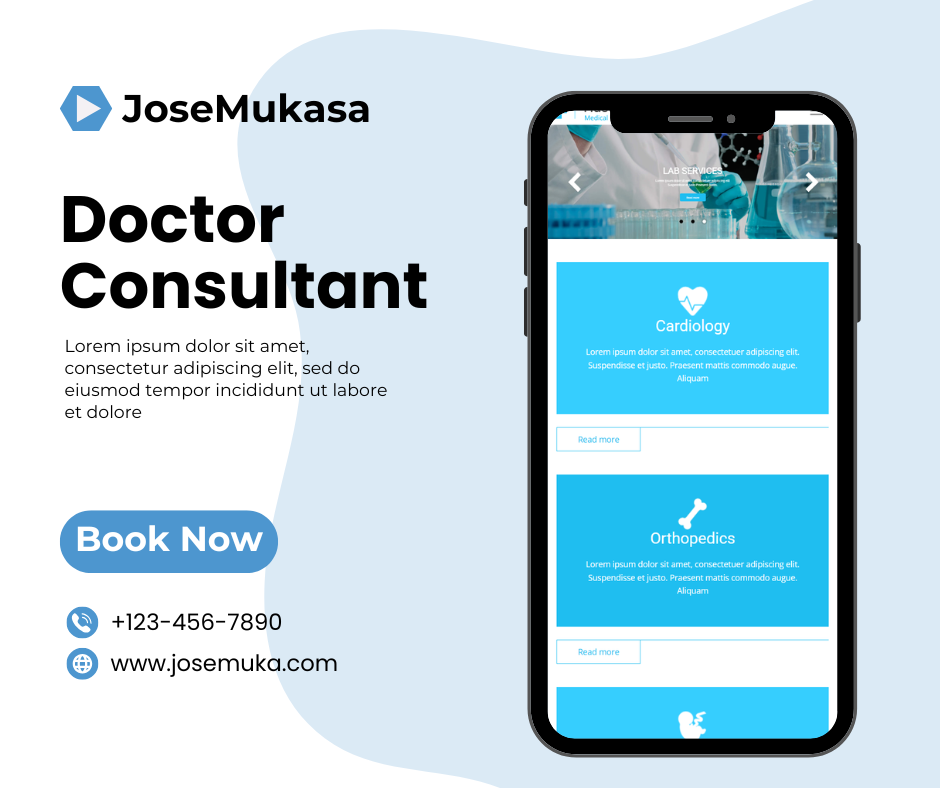 JoseMukasa
Doctor
Consultant
Lorem ipsum dolor sit amet,
consectetur adipiscing elit, sed do
eiusmod tempor incididunt ut labore
et dolore
Book Now
+123-456-7890
www.josemuka.com
Medical
LAB SERVICES
Cardiology
Lorem ipsum dolor sit amet, consectetuer adipiscing elit.
Suspendisse et justo. Praesent mattis commodo augue.
Aliquam
Read more
Orthopedics
Lorem ipsum dolor sit amet, consectetuer adipiscing elit.
Suspendisse et justo. Praesent mattis commodo augue.
Aliquam
Read more